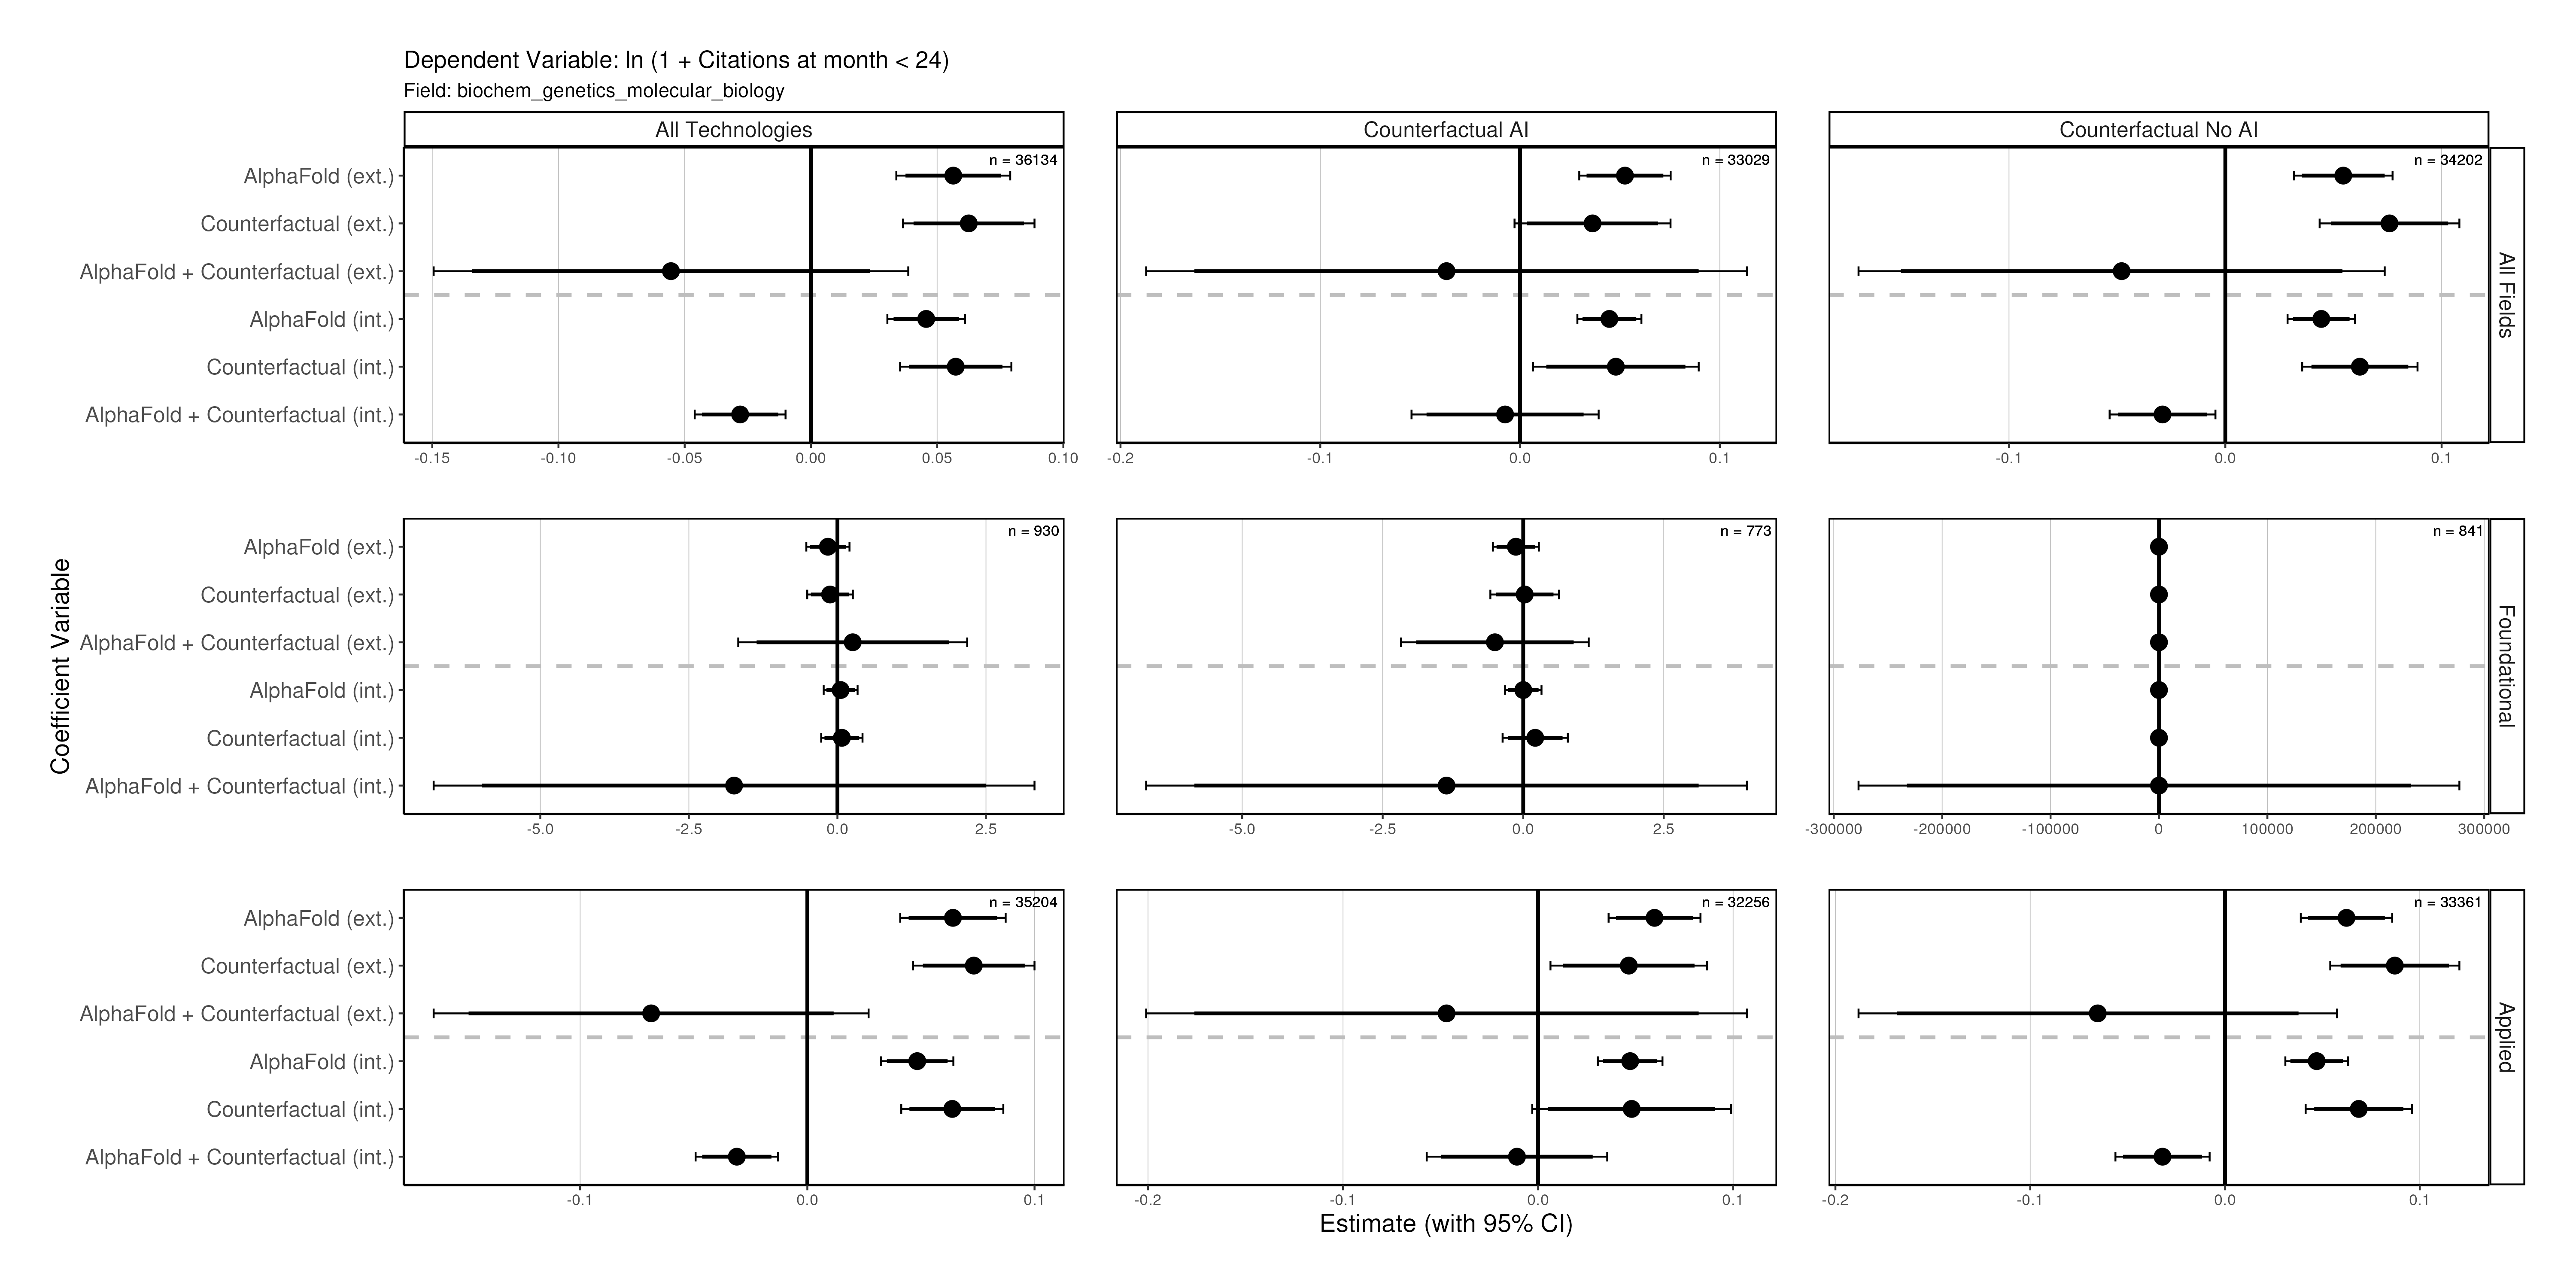 Dependent Variable: ln (1 + Citations at month < 24)
Field: biochem_genetics_molecular_biology
All Technologies
Counterfactual AI
Counterfactual No AI
AlphaFold (ext.)
Counterfactual (ext.)
AlphaFold + Counterfactual (ext.)
AlphaFold (int.)
Counterfactual (int.)
AlphaFold + Counterfactual (int.)
n = 36134
n = 33029
n = 34202
All Fields
-0.15 -0.10 -0.05 0.00 0.05 0.10
-0.2 -0.1 0.0 0.1
-0.1 0.0 0.1
Coefficient Variable
AlphaFold (ext.)
Counterfactual (ext.)
AlphaFold + Counterfactual (ext.)
AlphaFold (int.)
Counterfactual (int.)
AlphaFold + Counterfactual (int.)
n = 930
n = 773
n = 841
Foundational
-5.0 -2.5 0.0 2.5
-5.0 -2.5 0.0 2.5
-300000 -200000 -100000 0 100000 200000 300000
AlphaFold (ext.)
Counterfactual (ext.)
AlphaFold + Counterfactual (ext.)
AlphaFold (int.)
Counterfactual (int.)
AlphaFold + Counterfactual (int.)
n = 35204
n = 32256
n = 33361
Applied
-0.1 0.0 0.1
-0.2 -0.1 0.0 0.1
-0.2 -0.1 0.0 0.1
Estimate (with 95% CI)